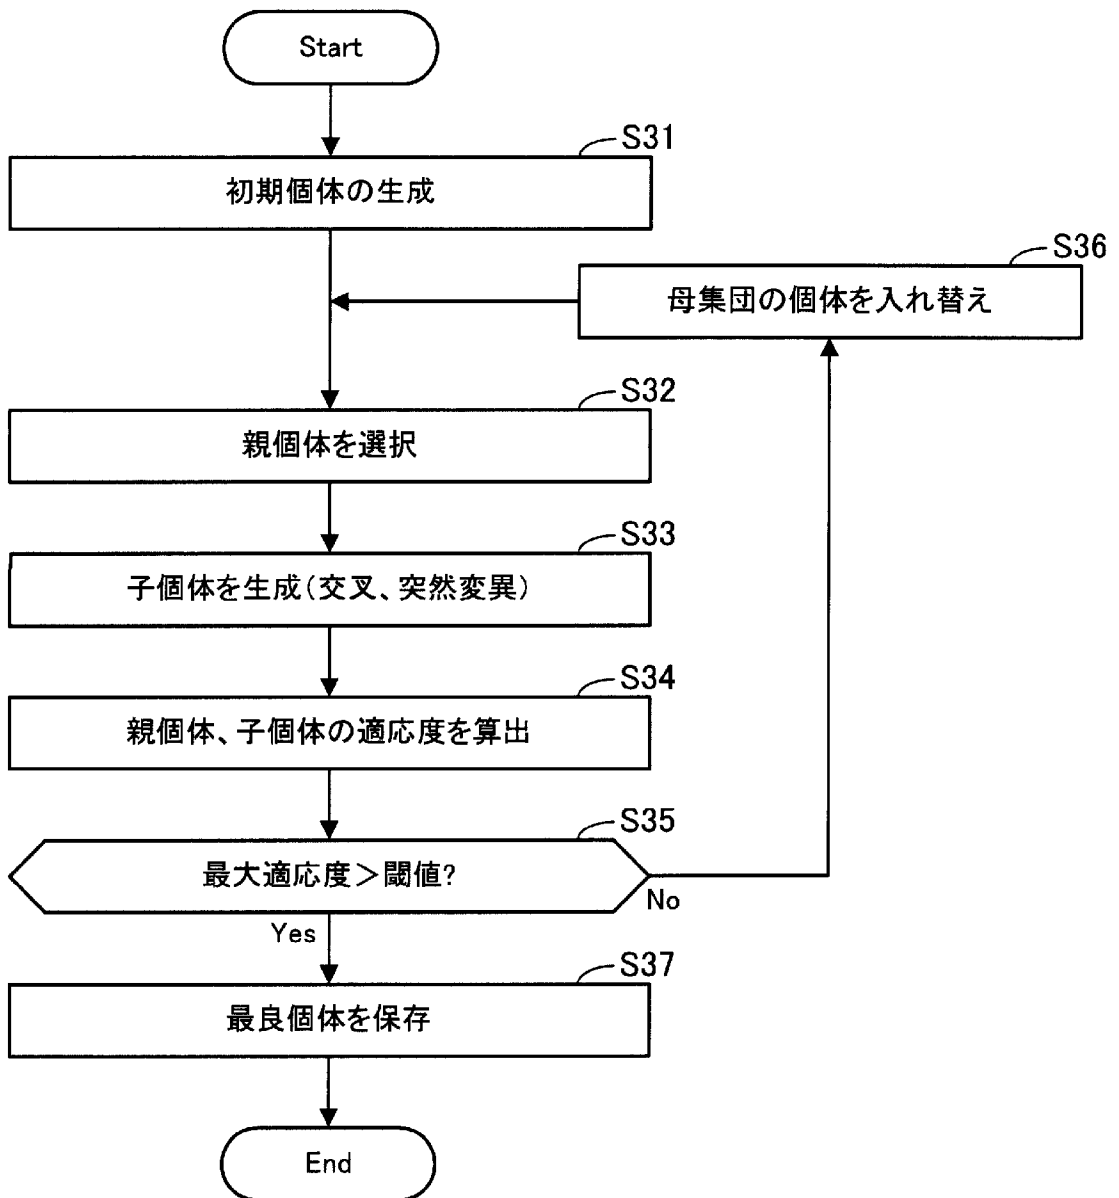 Start
S31
初期個体の生成
S36
母集団の個体を入れ替え
S32
親個体を選択
S33
子個体を生成(交叉、突然変異)
S34
親個体、子個体の適応度を算出
S35
最大適応度＞閾値?
No
Yes
S37
最良個体を保存
End